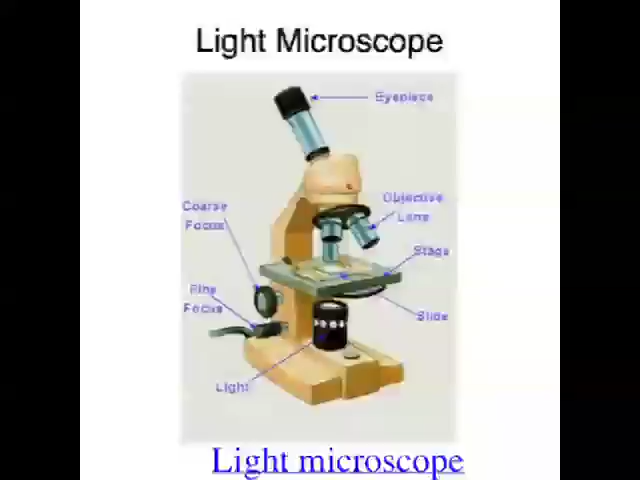 Light Microscope
Eyepiece
Coarse
Focus
Objective
Lens
Stage
Fine
Focus
Slide
Light
Light microscope